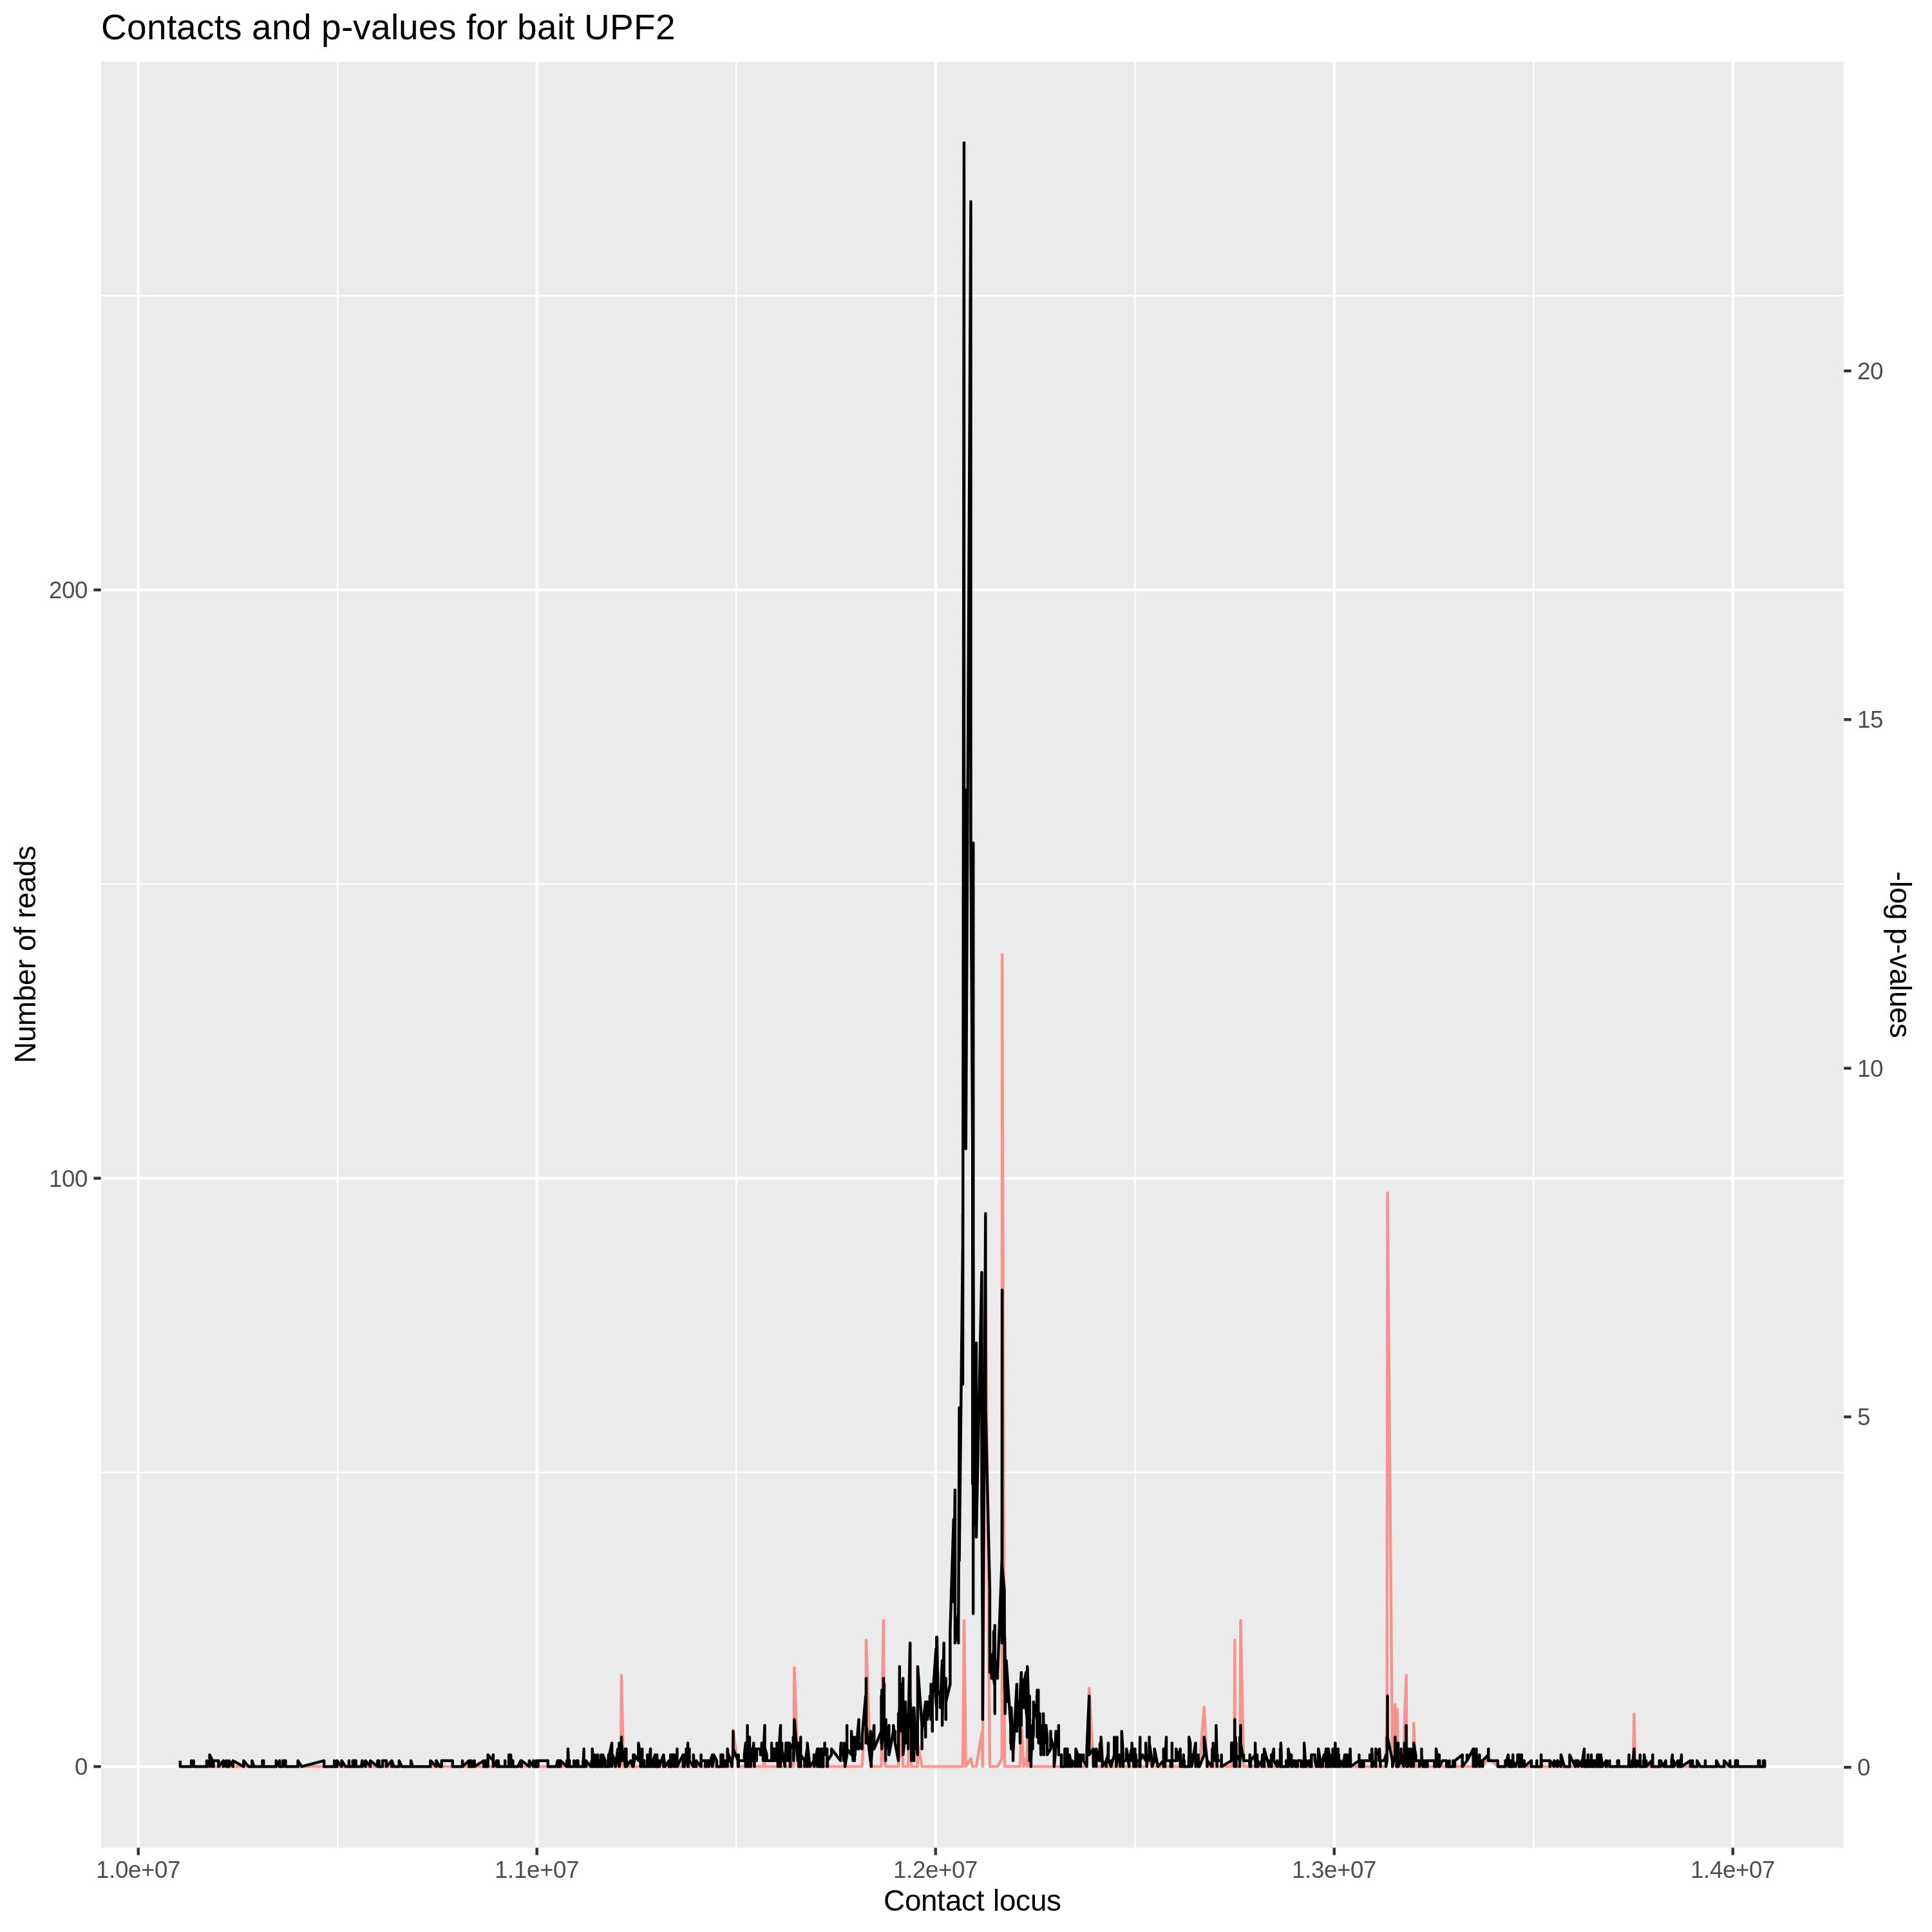 Contacts and p-values for bait UPF2
Number of reads
200
100
0
20
15
10
5
0
-log p-values
1.0e+07
1.1e+07
1.2e+07
1.3e+07
1.4e+07
Contact locus